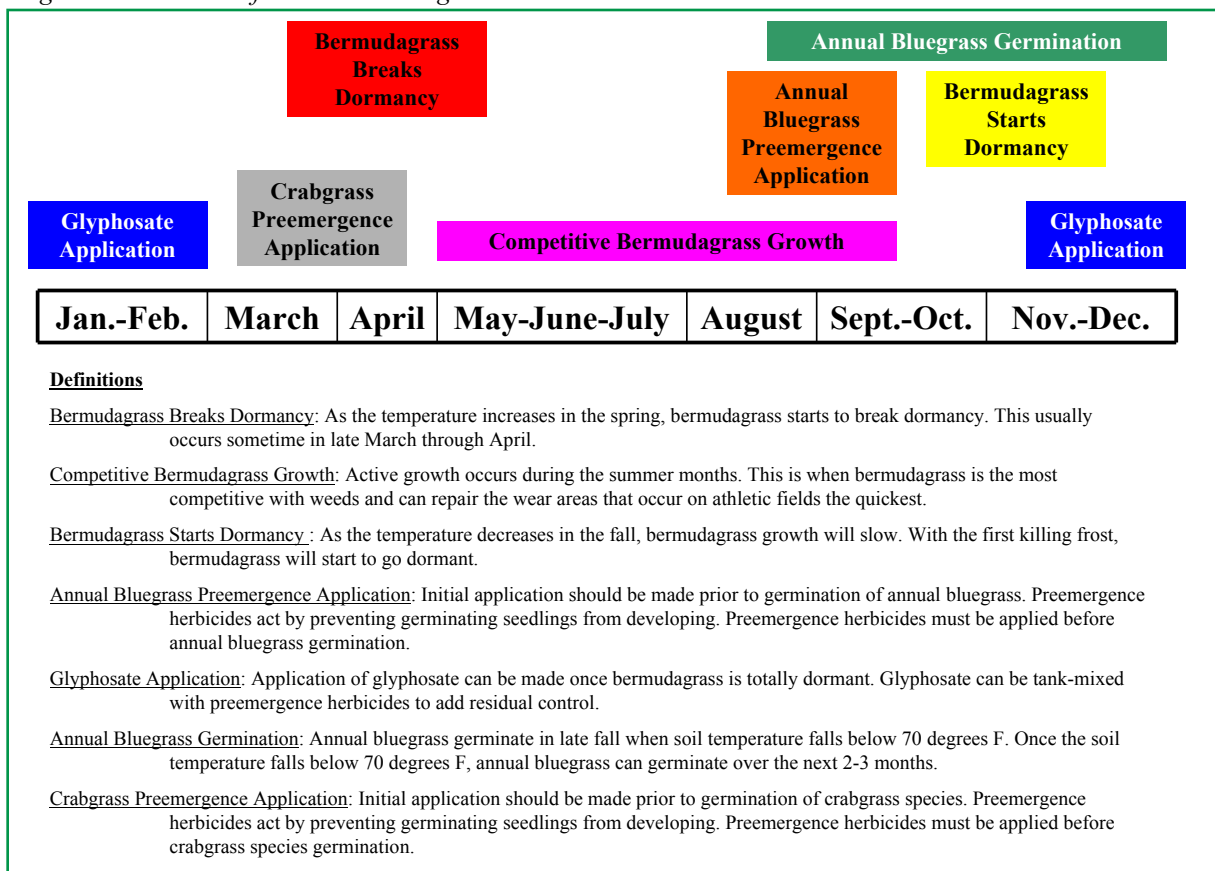 Bermudagrass
Breaks
Dormancy
Annual Bluegrass Germination
Annual
Bluegrass
Preemergence
Application
Bermudagrass
Starts
Dormancy
Glyphosate
Application
Crabgrass
Preemergence
Application
Competitive Bermudagrass Growth
Glyphosate
Application
Jan.-Feb. March April May-June-July August Sept.-Oct. Nov.-Dec.
Definitions
Bermudagrass Breaks Dormancy: As the temperature increases in the spring, bermudagrass starts to break dormancy. This usually
occurs sometime in late March through April.
Competitive Bermudagrass Growth: Active growth occurs during the summer months. This is when bermudagrass is the most
competitive with weeds and can repair the wear areas that occur on athletic fields the quickest.
Bermudagrass Starts Dormancy : As the temperature decreases in the fall, bermudagrass growth will slow. With the first killing frost,
bermudagrass will start to go dormant.
Annual Bluegrass Preemergence Application: Initial application should be made prior to germination of annual bluegrass. Preemergence
herbicides act by preventing germinating seedlings from developing. Preemergence herbicides must be applied before
annual bluegrass germination.
Glyphosate Application: Application of glyphosate can be made once bermudagrass is totally dormant. Glyphosate can be tank-mixed
with preemergence herbicides to add residual control.
Annual Bluegrass Germination: Annual bluegrass germinate in late fall when soil temperature falls below 70 degrees F. Once the soil
temperature falls below 70 degrees F, annual bluegrass can germinate over the next 2-3 months.
Crabgrass Preemergence Application: Initial application should be made prior to germination of crabgrass species. Preemergence
herbicides act by preventing germinating seedlings from developing. Preemergence herbicides must be applied before
crabgrass species germination.